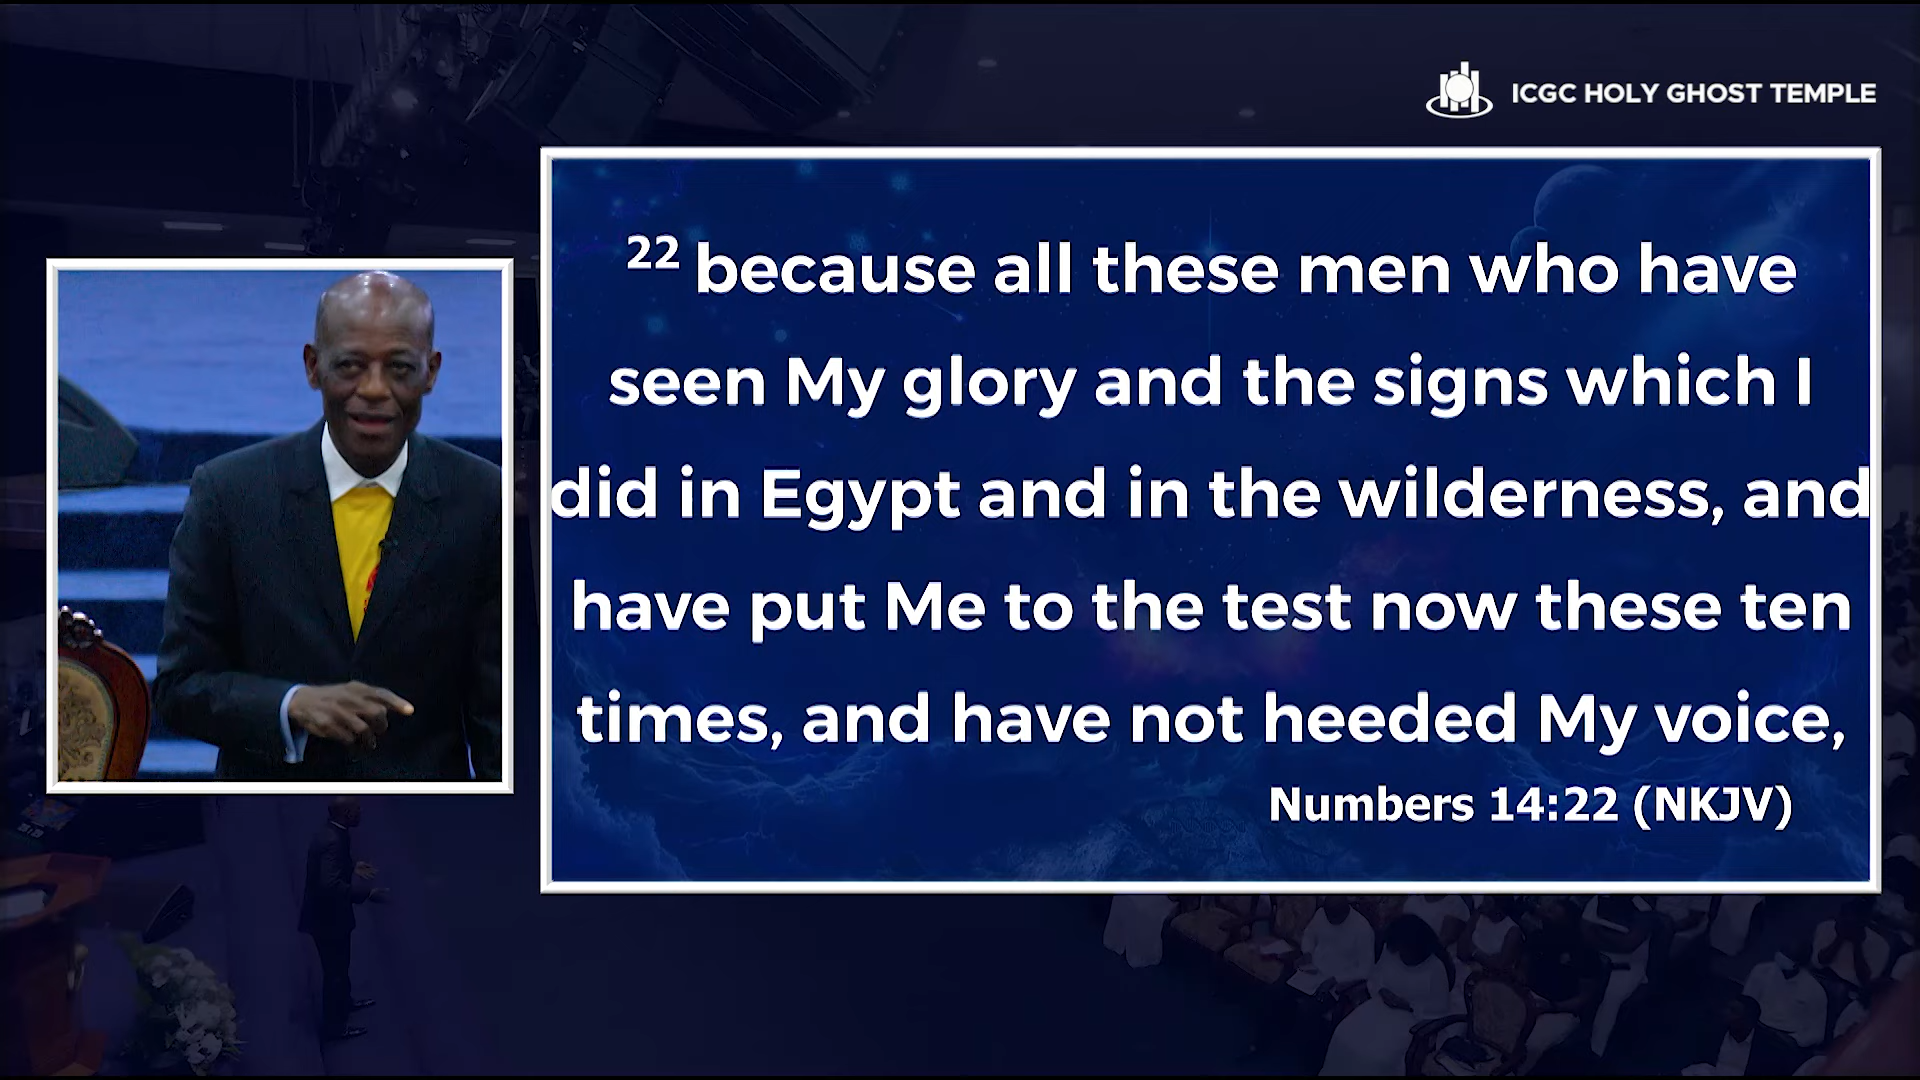 ICGC HOLY GHOST TEMPLE
22 because all these men who have
seen My glory and the signs which I
did in Egypt and in the wilderness, and
have put Me to the test now these ten
times, and have not heeded My voice,
Numbers 14:22 (NKJV)